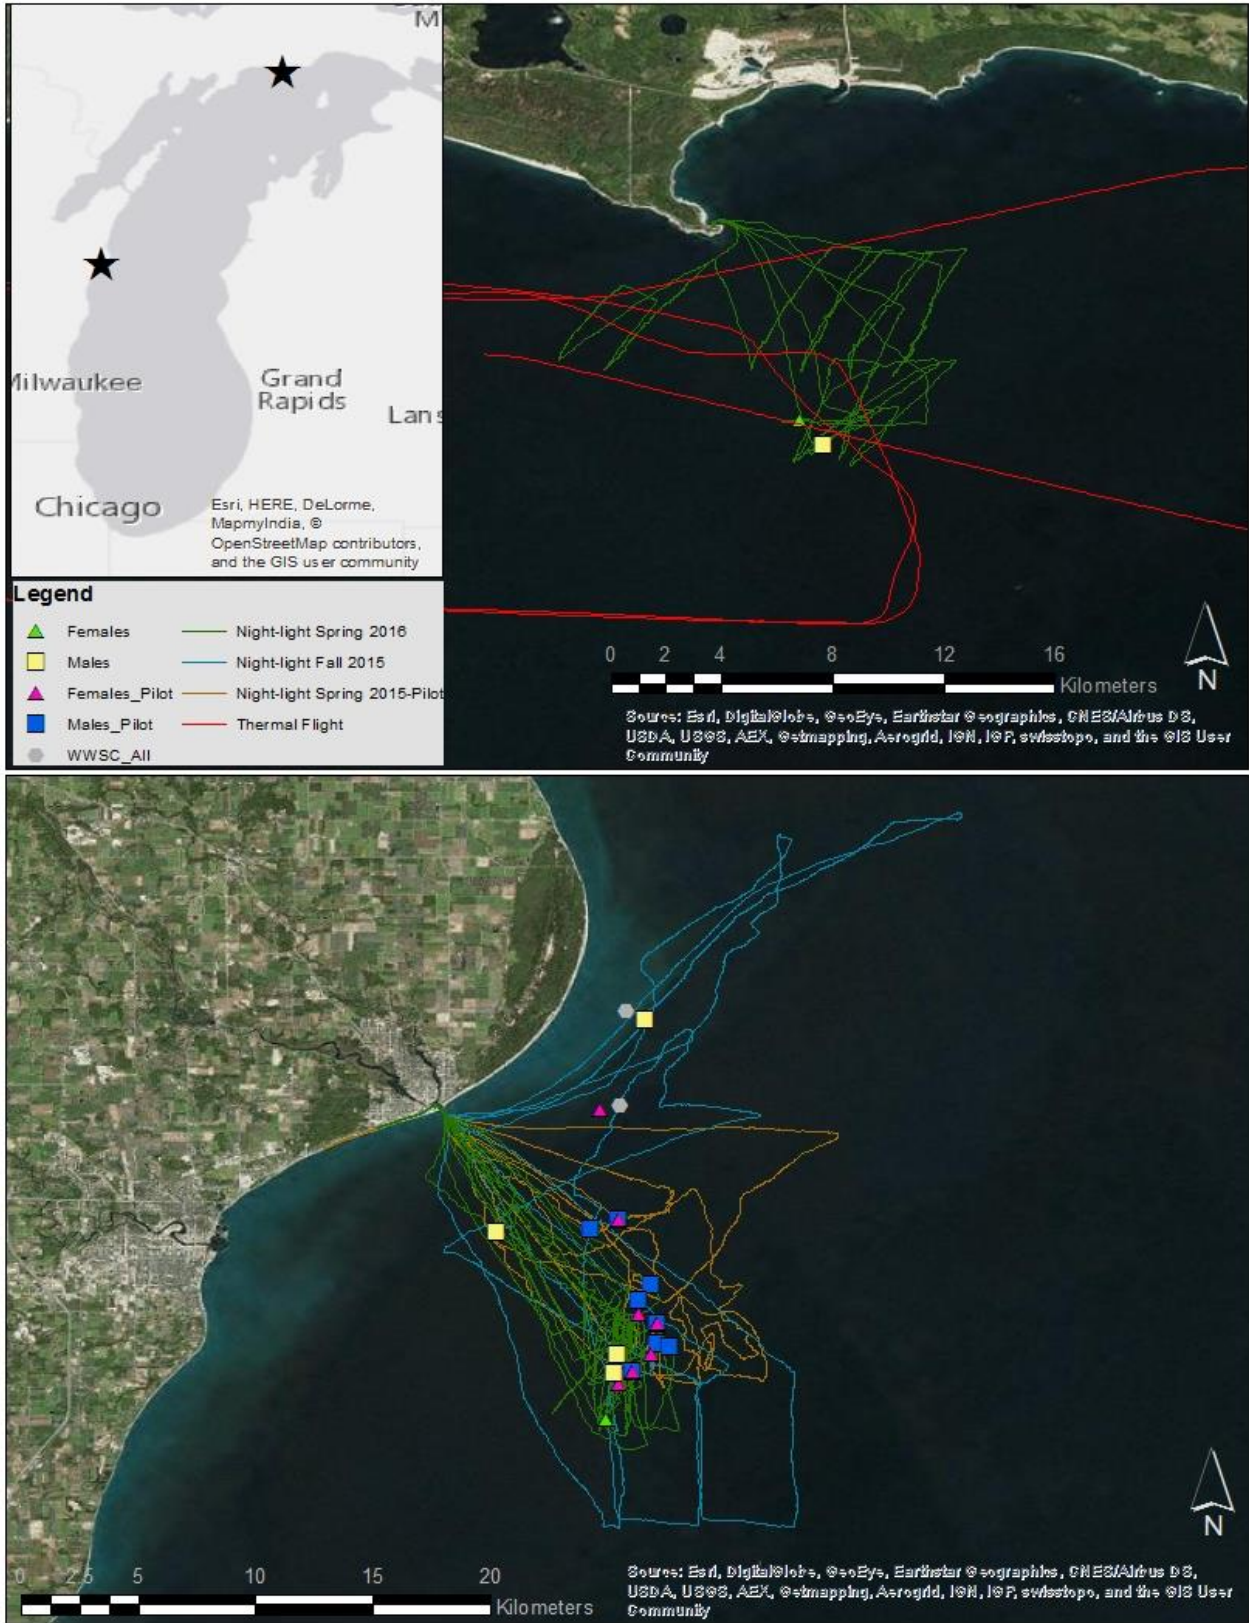 M
Milwaukee
Grand
Rapids
Lans
Chicago
Esri, HERE, DeLorme,
MapmyIndia, ©
OpenStreetMap contributors,
and the GIS user community
Legend
Females
Males
Females_Pilot
Males_Pilot
WWSC_All
Night-light Spring 2016
Night-light Fall 2015
Night-light Spring 2015-Pilot
Thermal Flight
0 2 4 8 12 16
Kilometers
N
Source: Esri, DigitalGlobe, GeoEye, Earthstar Geographics, CNES/Airbus DS,
USDA, USGS, AEX, Getmapping, Aerogrid, IGN, IGP, swisstopo, and the GIS User
Community
0 2.5 5 10 15 20
Kilometers
N
Source: Esri, DigitalGlobe, GeoEye, Earthstar Geographics, CNES/Airbus DS,
USDA, USGS, AEX, Getmapping, Aerogrid, IGN, IGP, swisstopo, and the GIS User
Community